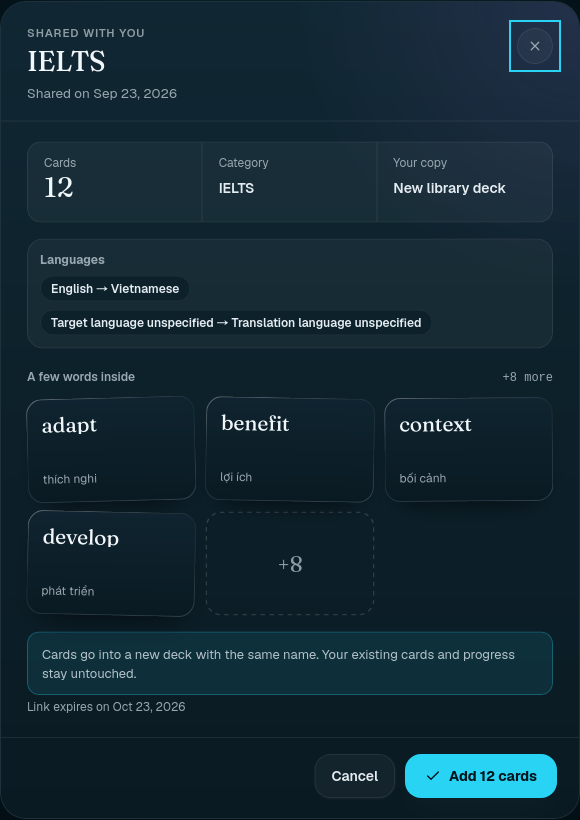 SHARED WITH YOU
IELTS
Shared on Sep 23, 2026
Cards
12
Category
IELTS
Your copy
New library deck
Languages
English → Vietnamese
Target language unspecified → Translation language unspecified
A few words inside
+8 more
adapt
thích nghi
benefit
lợi ích
context
bối cảnh
develop
phát triển
+8
Cards go into a new deck with the same name. Your existing cards and progress
stay untouched.
Link expires on Oct 23, 2026
Cancel
Add 12 cards